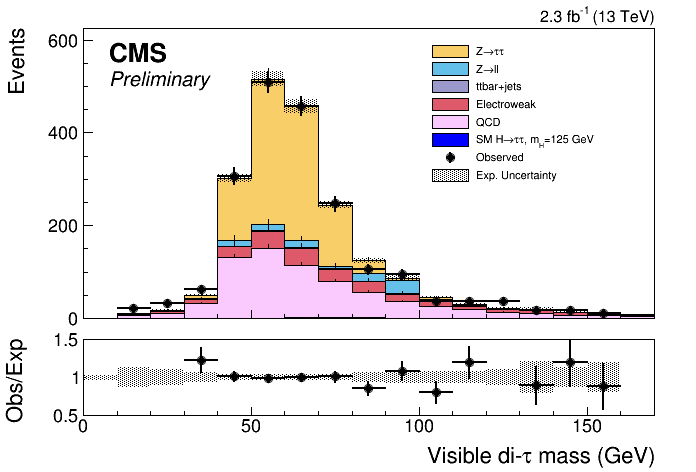 2.3 fb⁻¹ (13 TeV)
Events
600
400
200
0
CMS
Preliminary
Z→ττ
Z→ll
ttbar+jets
Electroweak
QCD
SM H→ττ, m_H=125 GeV
Observed
Exp. Uncertainty
Obs/Exp
1.5
1
0.5
0
50
100
150
Visible di-τ mass (GeV)